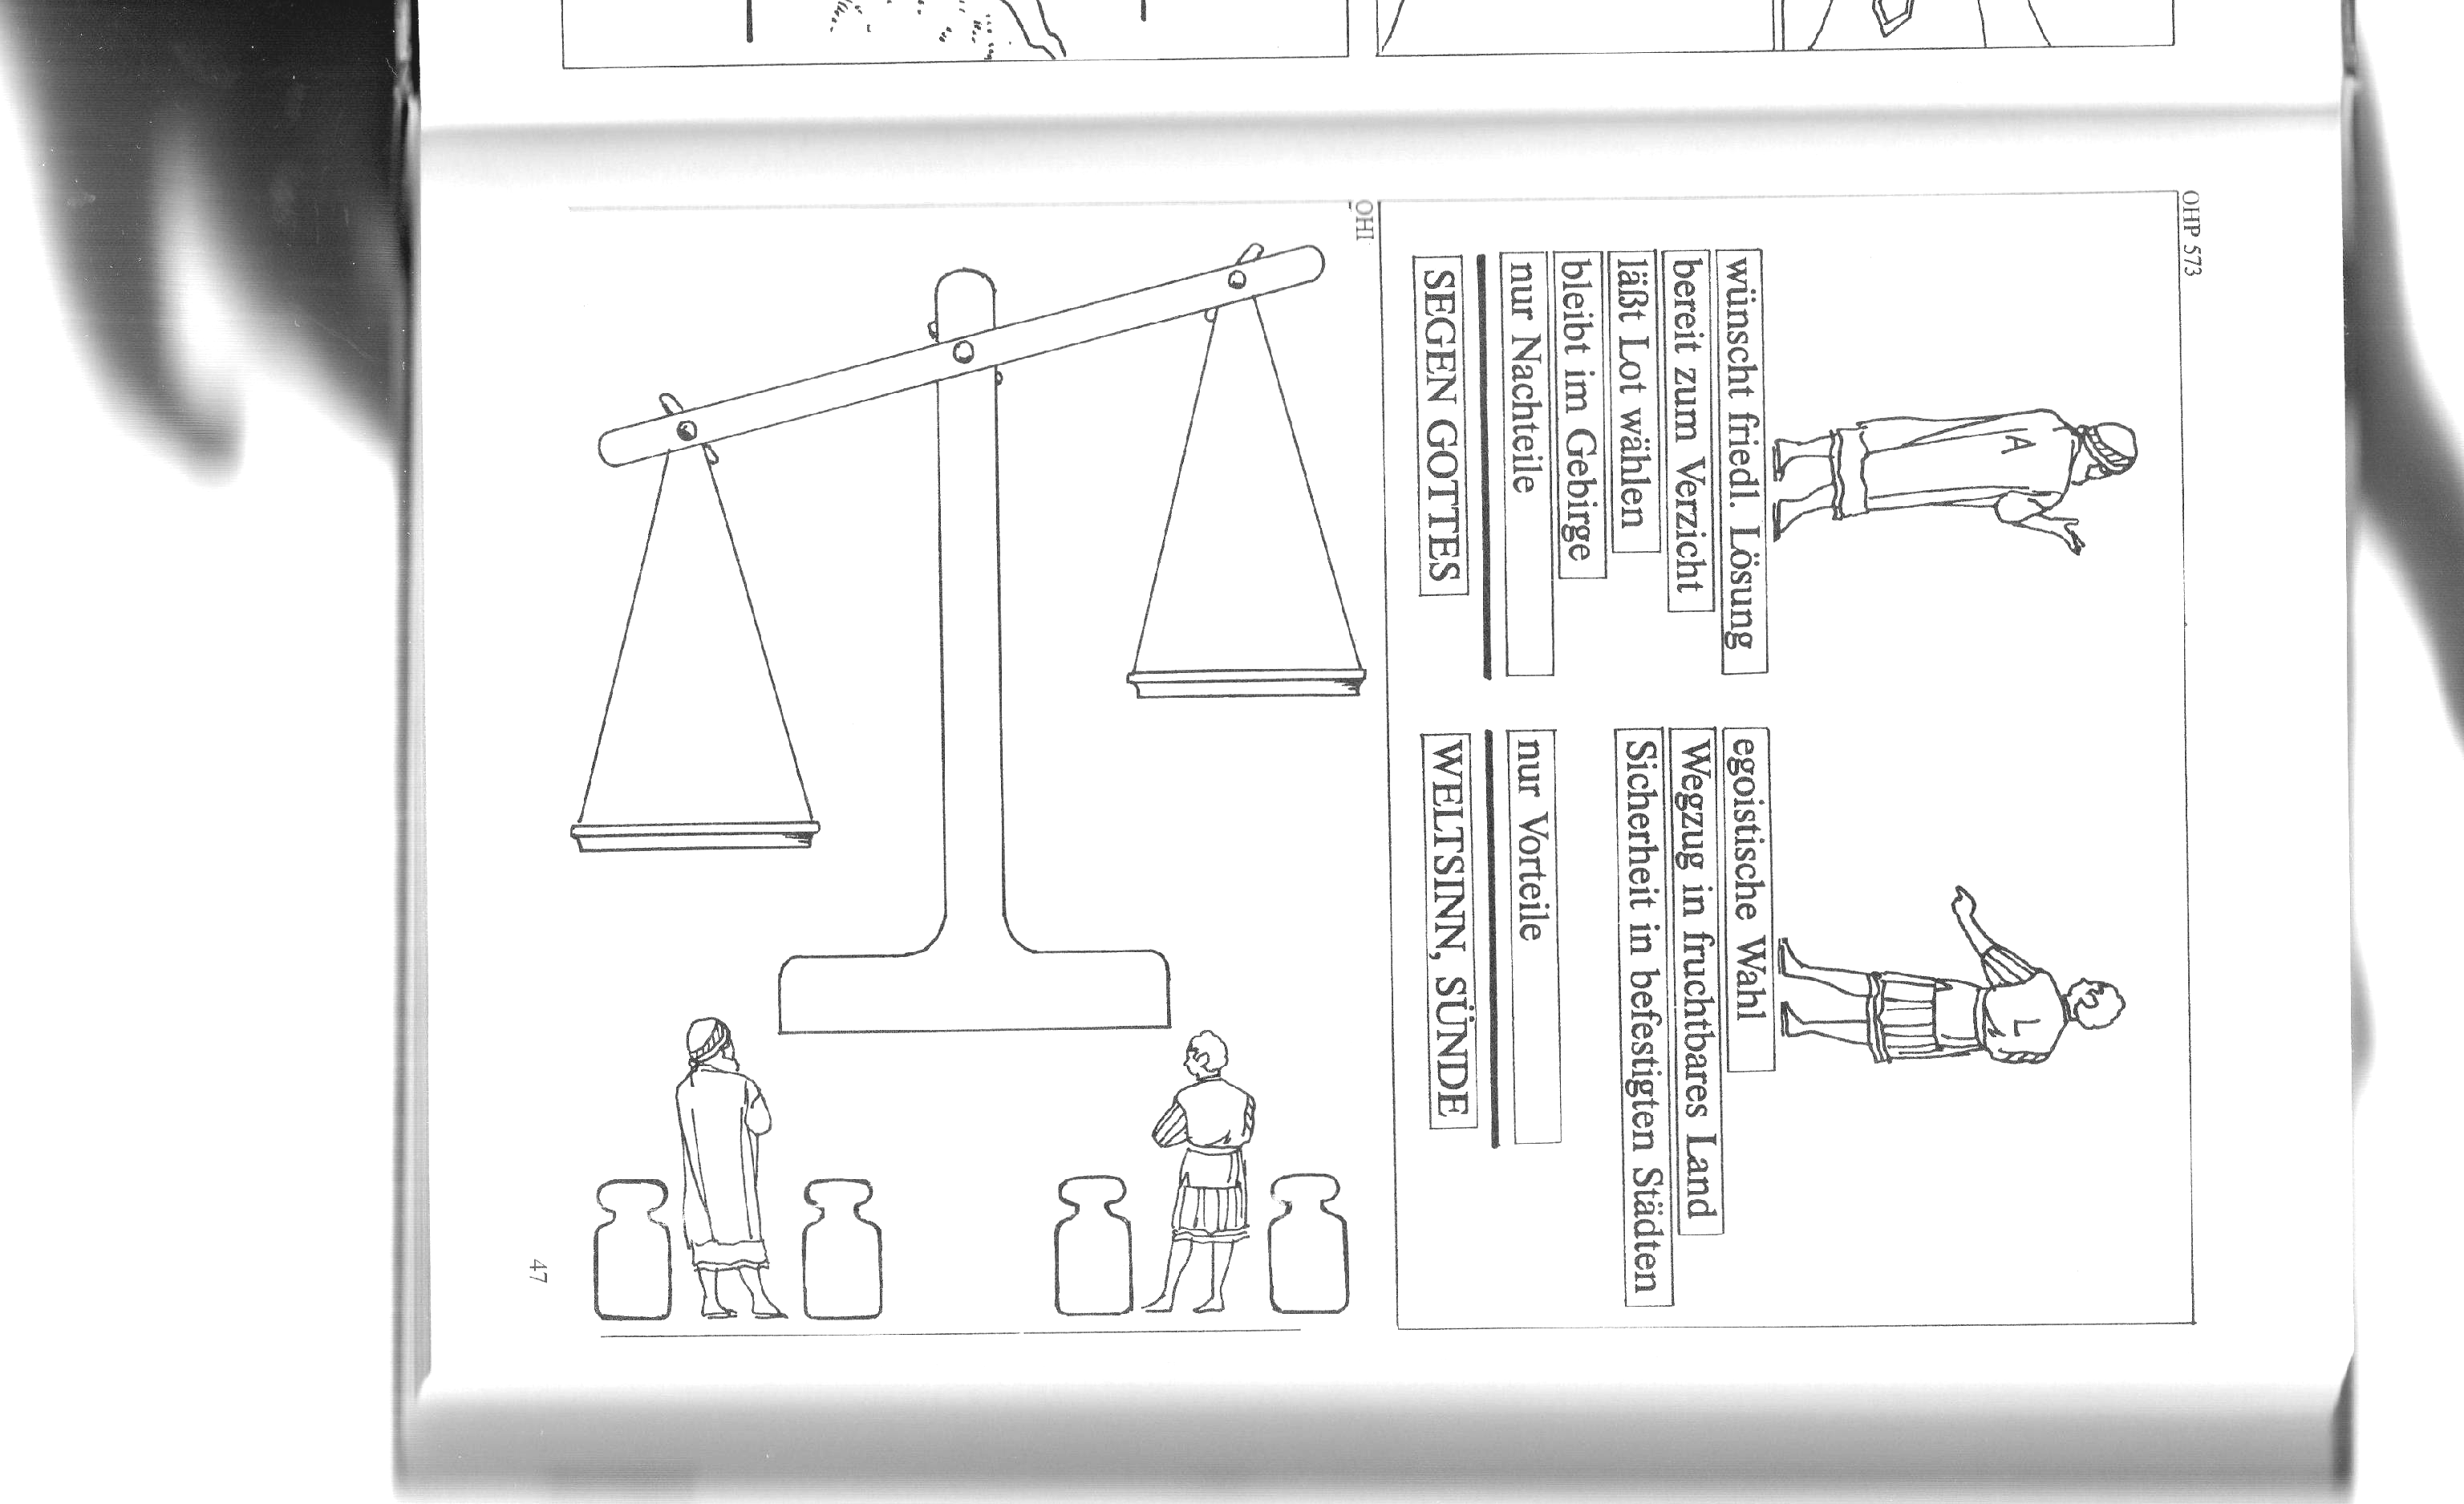 OHP 573
A
wünscht friedl. Lösung
bereit zum Verzicht
läßt Lot wählen
bleibt im Gebirge
nur Nachteile
SEGEN GOTTES
L
egoistische Wahl
Wegzug in fruchtbares Land
Sicherheit in befestigten Städten
nur Vorteile
WELTSINN, SÜNDE
OHI
47